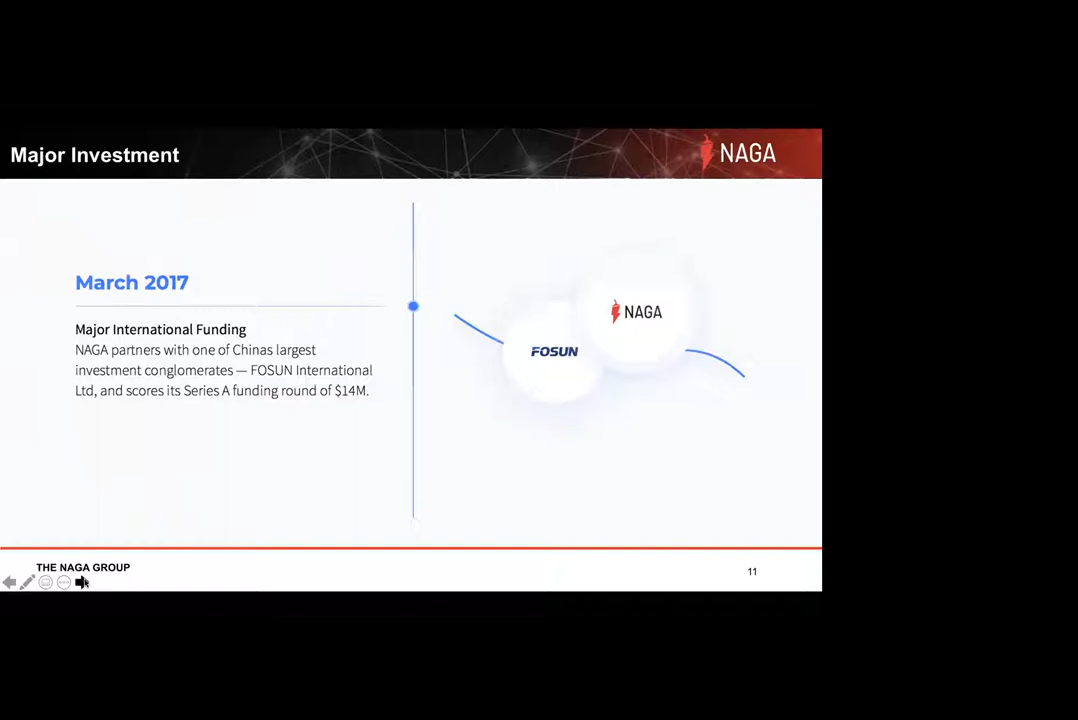 Major Investment
NAGA
March 2017
Major International Funding
NAGA partners with one of Chinas largest
investment conglomerates — FOSUN International
Ltd, and scores its Series A funding round of $14M.
NAGA
FOSUN
THE NAGA GROUP
11